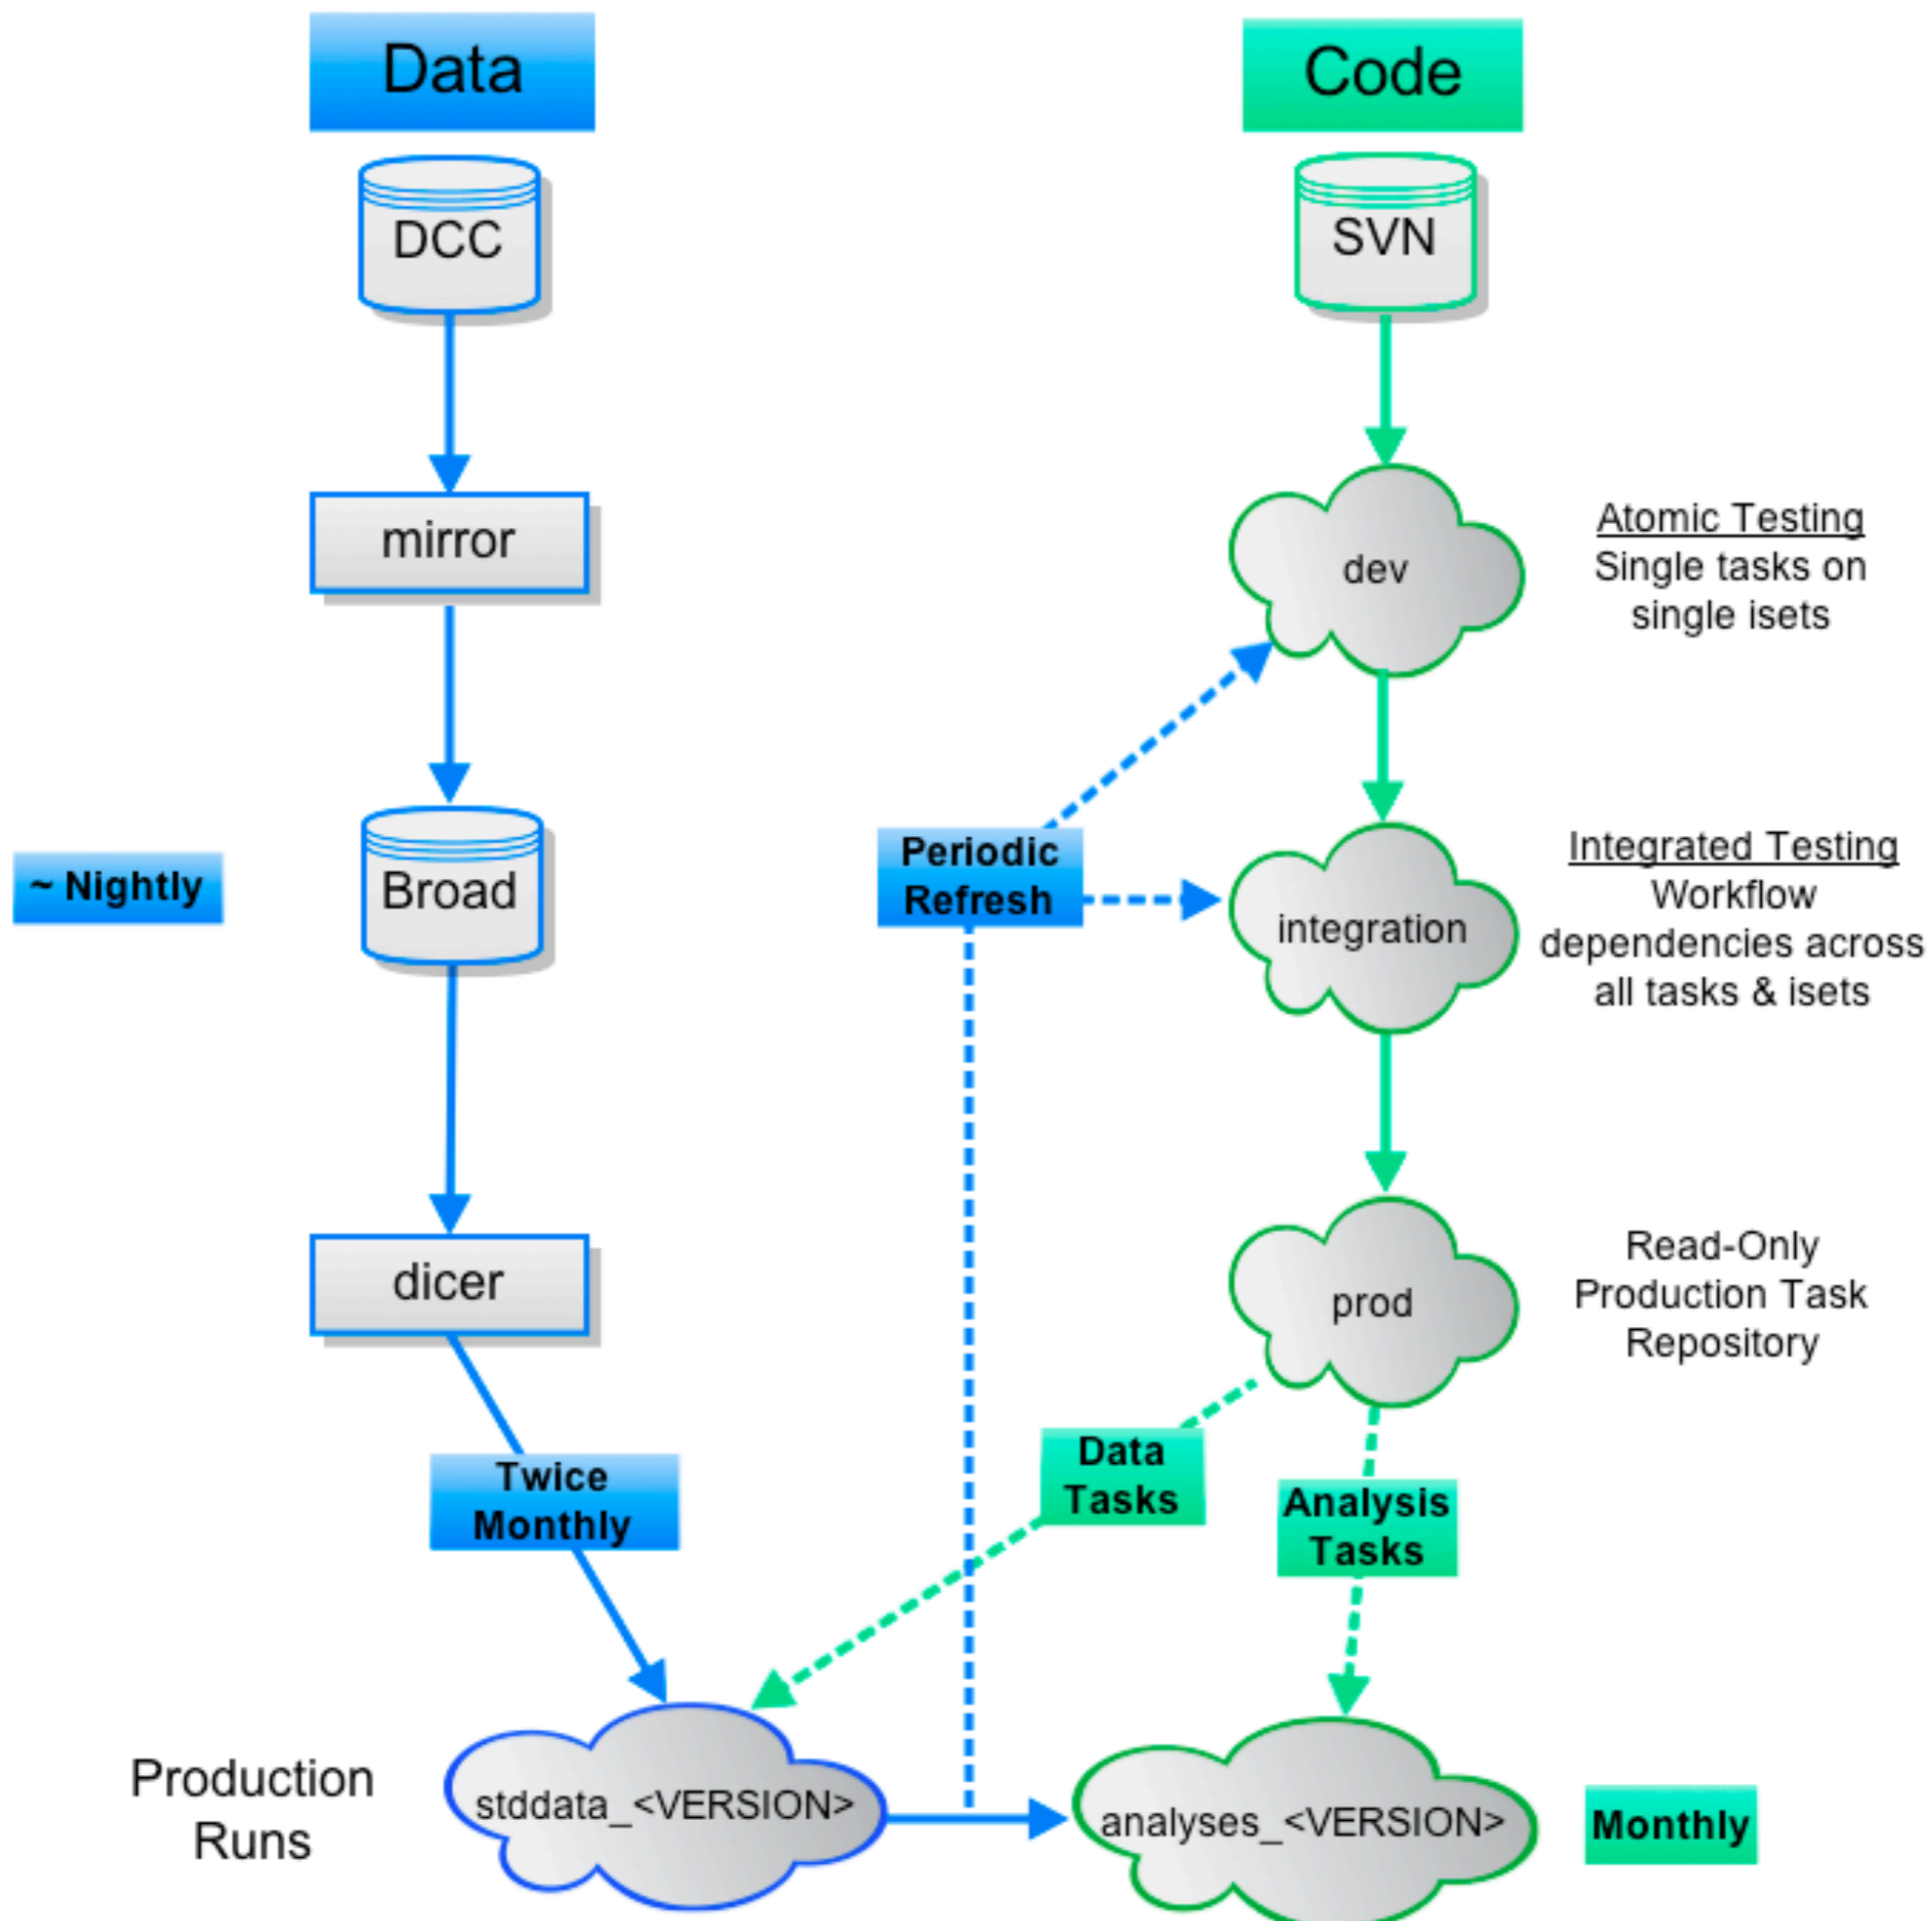 Data
Code
DCC
SVN
mirror
dev
Atomic Testing
Single tasks on
single isets
~ Nightly
Broad
Periodic
Refresh
integration
Integrated Testing
Workflow
dependencies across
all tasks & isets
dicer
prod
Read-Only
Production Task
Repository
Twice
Monthly
Data
Tasks
Analysis
Tasks
Production
Runs
stddata_<VERSION>
analyses_<VERSION>
Monthly